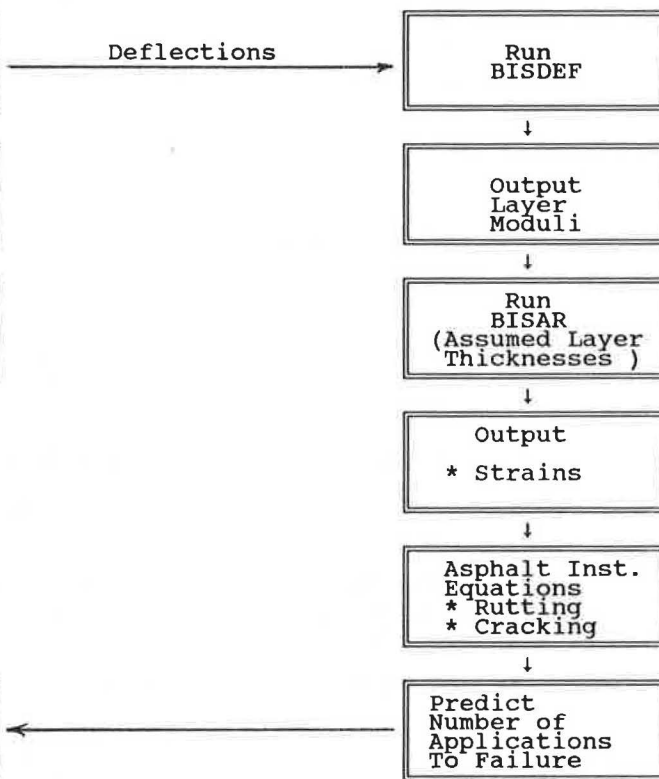 Deflections
Run
BISDEF
↓
Output
Layer
Moduli
↓
Run
BISAR
(Assumed Layer
Thicknesses )
↓
Output
* Strains
↓
Asphalt Inst.
Equations
* Rutting
* Cracking
↓
Predict
Number of
Applications
To Failure